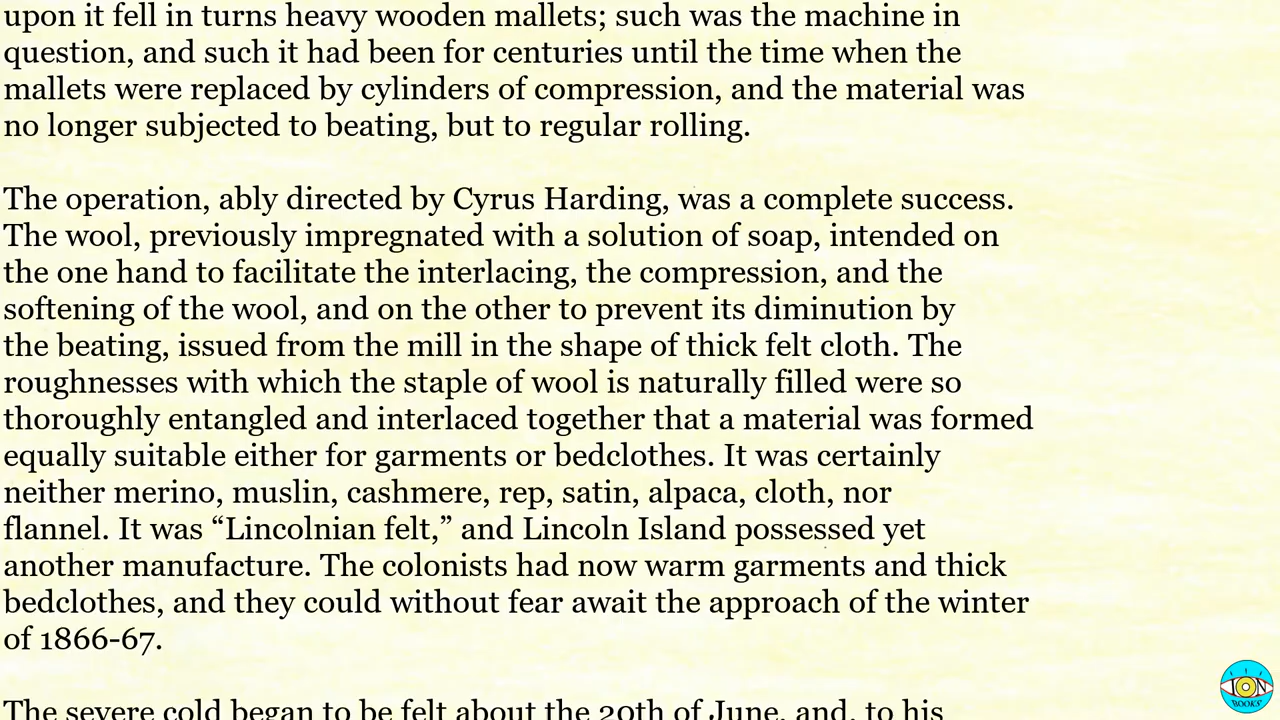 upon it fell in turns heavy wooden mallets; such was the machine in
question, and such it had been for centuries until the time when the
mallets were replaced by cylinders of compression, and the material was
no longer subjected to beating, but to regular rolling.
The operation, ably directed by Cyrus Harding, was a complete success.
The wool, previously impregnated with a solution of soap, intended on
the one hand to facilitate the interlacing, the compression, and the
softening of the wool, and on the other to prevent its diminution by
the beating, issued from the mill in the shape of thick felt cloth. The
roughnesses with which the staple of wool is naturally filled were so
thoroughly entangled and interlaced together that a material was formed
equally suitable either for garments or bedclothes. It was certainly
neither merino, muslin, cashmere, rep, satin, alpaca, cloth, nor
flannel. It was “Lincolnian felt,” and Lincoln Island possessed yet
another manufacture. The colonists had now warm garments and thick
bedclothes, and they could without fear await the approach of the winter
of 1866-67.
The severe cold began to be felt about the 20th of June, and, to his
ION
BOOKS